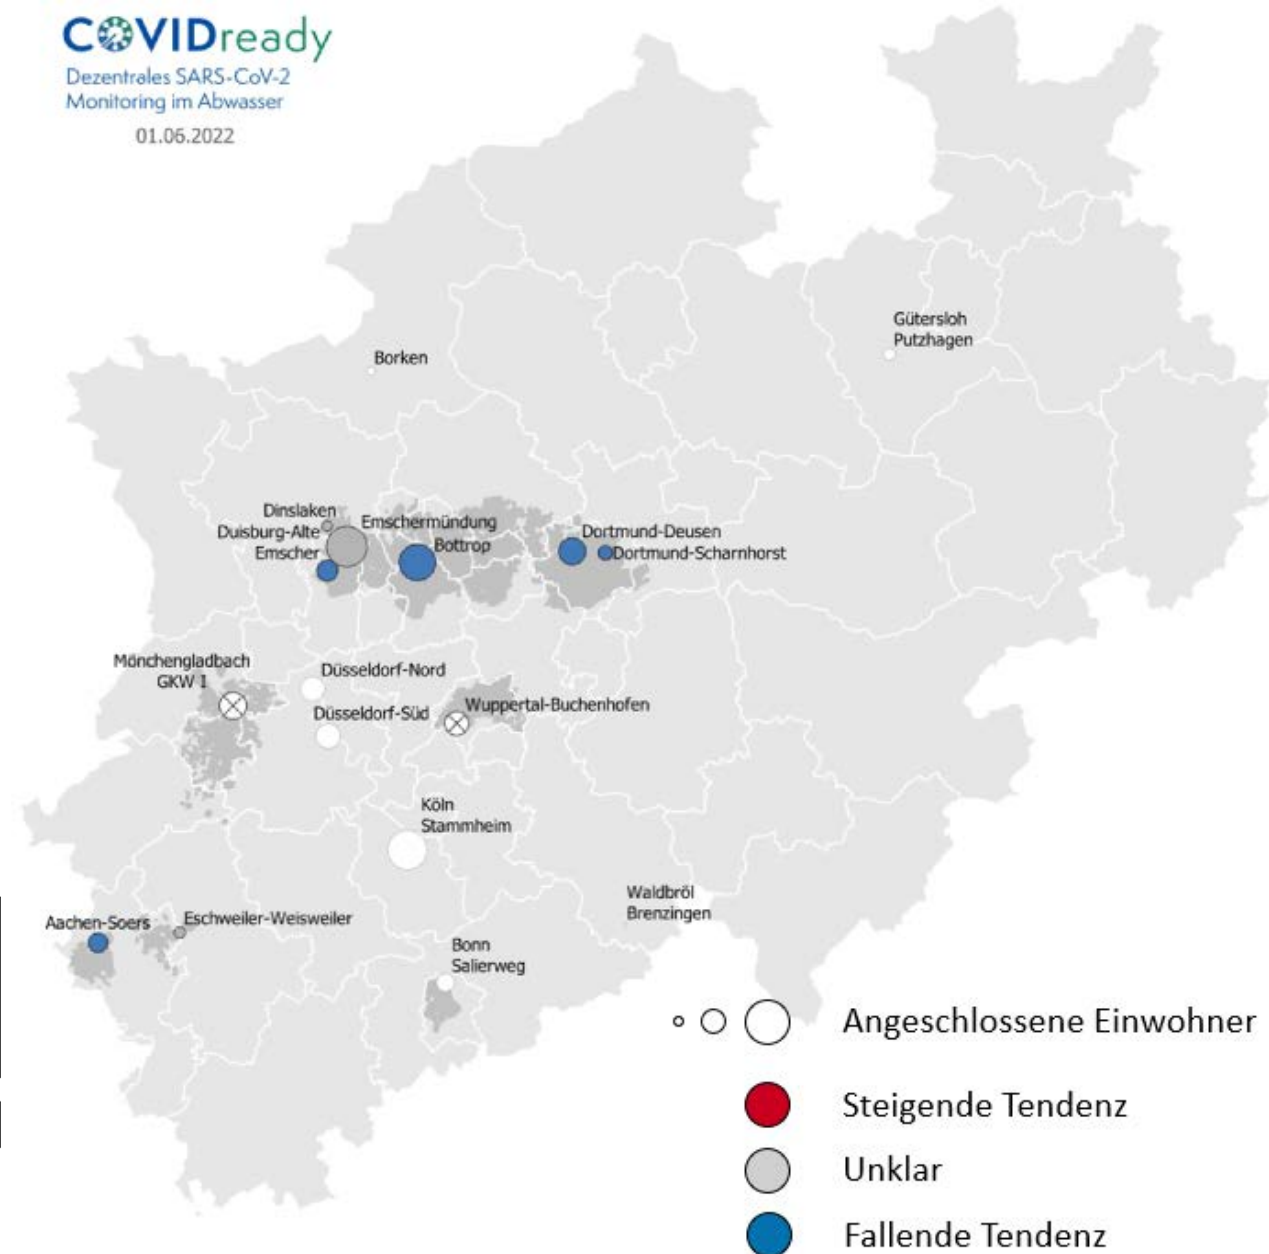 COVIDready
Dezentrales SARS-CoV-2
Monitoring im Abwasser
01.06.2022
Gütersloh
Putzhagen
Borken
Dinslaken
Duisburg-Alte
Emscher
Emschermündung
Bottrop
Dortmund-Deusen
Dortmund-Scharnhorst
Mönchengladbach
GKW I
Düsseldorf-Nord
Düsseldorf-Süd
Wuppertal-Buchenhofen
Köln
Stammheim
Waldbröl
Brenzingen
Aachen-Soers
Eschweiler-Weisweiler
Bonn
Salierweg
Angeschlossene Einwohner
Steigende Tendenz
Unklar
Fallende Tendenz